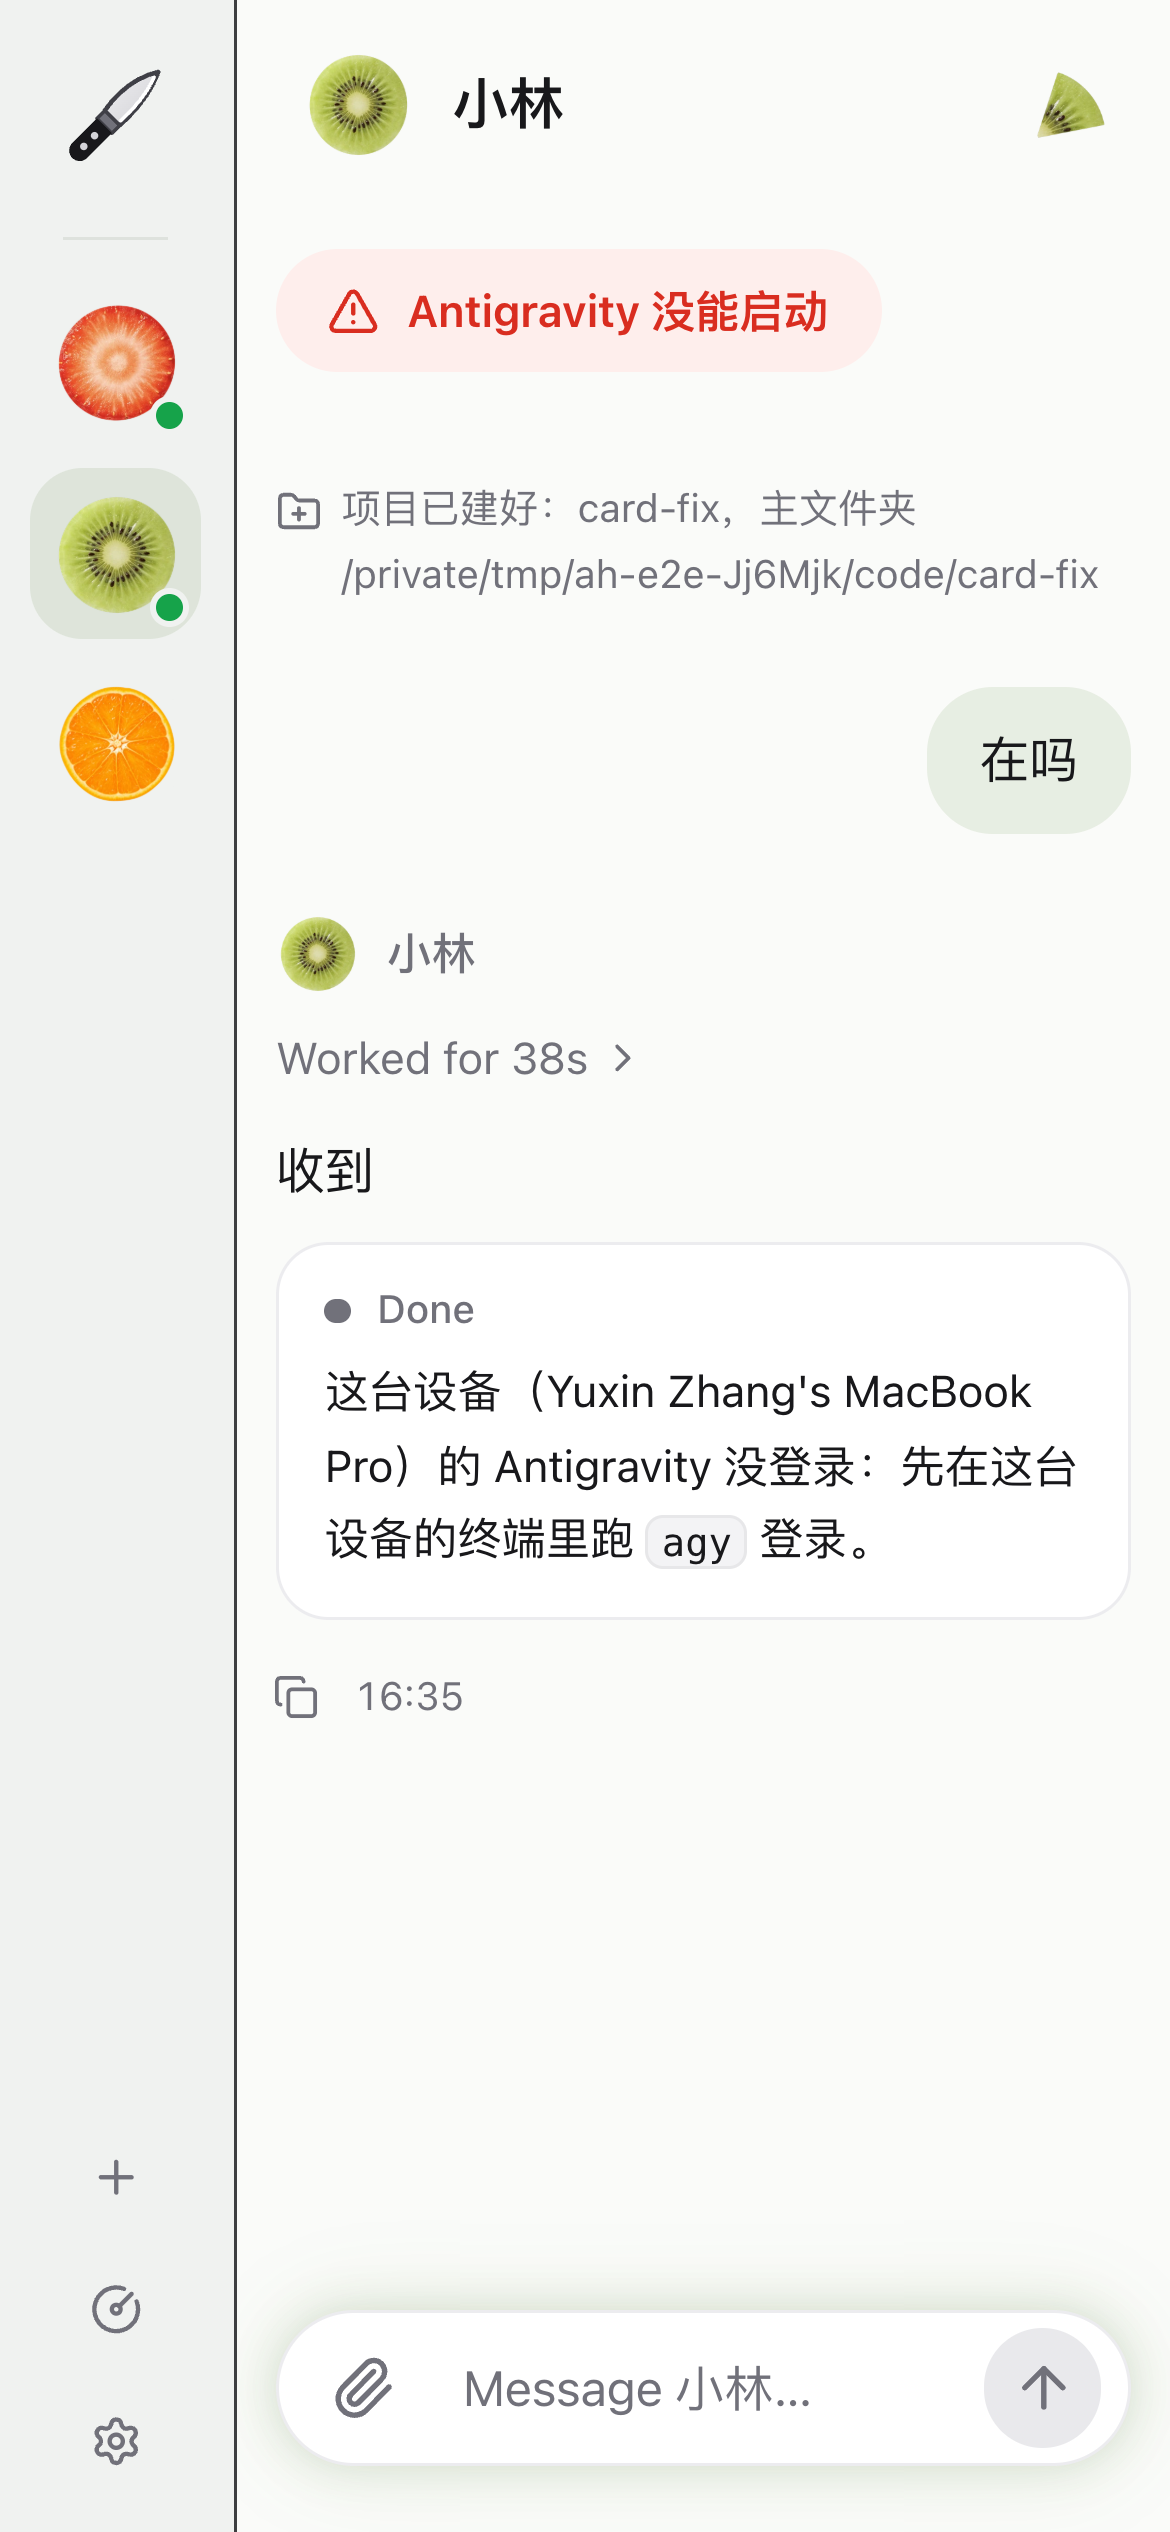 小林
Antigravity 没能启动
项目已建好：card-fix，主文件夹
/private/tmp/ah-e2e-Jj6Mjk/code/card-fix
在吗
小林
Worked for 38s
收到
Done
这台设备（Yuxin Zhang's MacBook
Pro）的 Antigravity 没登录：先在这台
设备的终端里跑 agy 登录。
16:35
Message 小林...